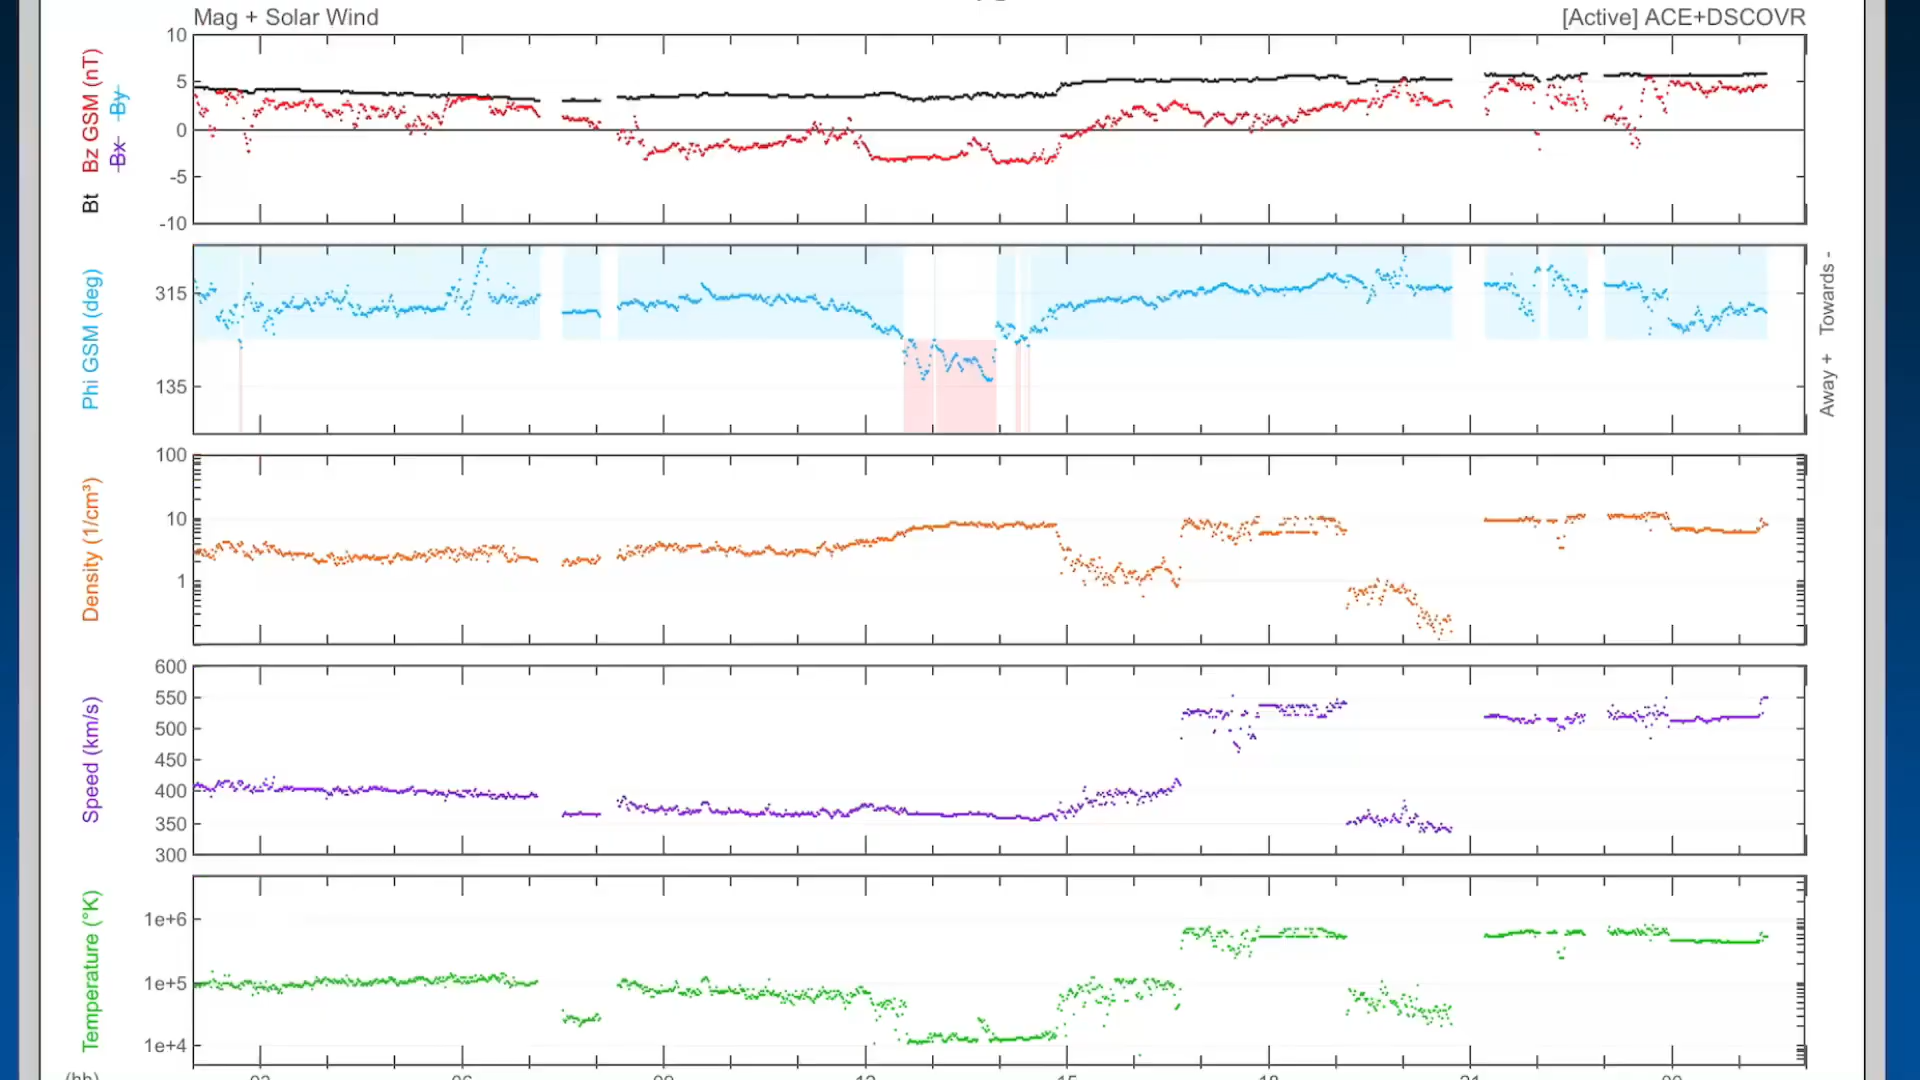 Mag + Solar Wind
[Active] ACE+DSCOVR
Bt Bz GSM (nT)
Bx By
10
5
0
-5
-10
Phi GSM (deg)
315
135
Away + Towards -
Density (1/cm³)
100
10
1
Speed (km/s)
600
550
500
450
400
350
300
Temperature (°K)
1e+6
1e+5
1e+4